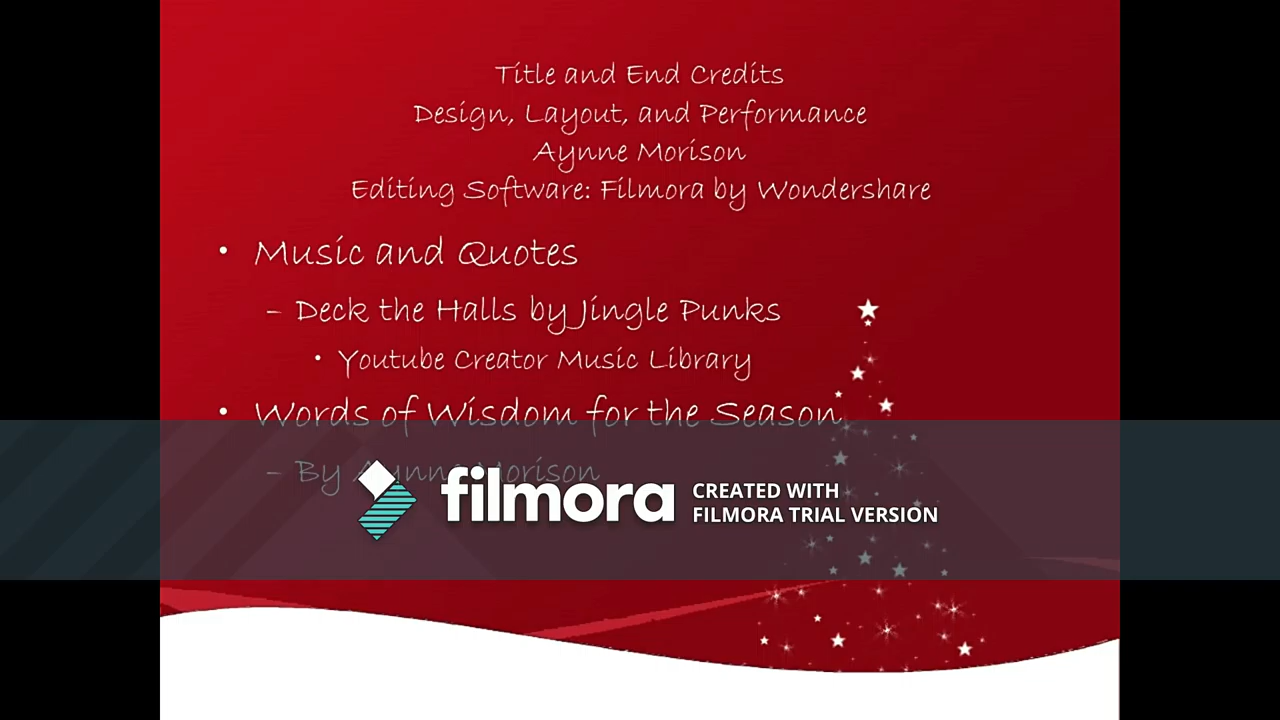 Title and End Credits
Design, Layout, and Performance
Aynne Morison
Editing Software: Filmora by Wondershare
• Music and Quotes
– Deck the Halls by Jingle Punks
• Youtube Creator Music Library
• Words of Wisdom for the Season
– By Aynne Morison
filmora
CREATED WITH
FILMORA TRIAL VERSION